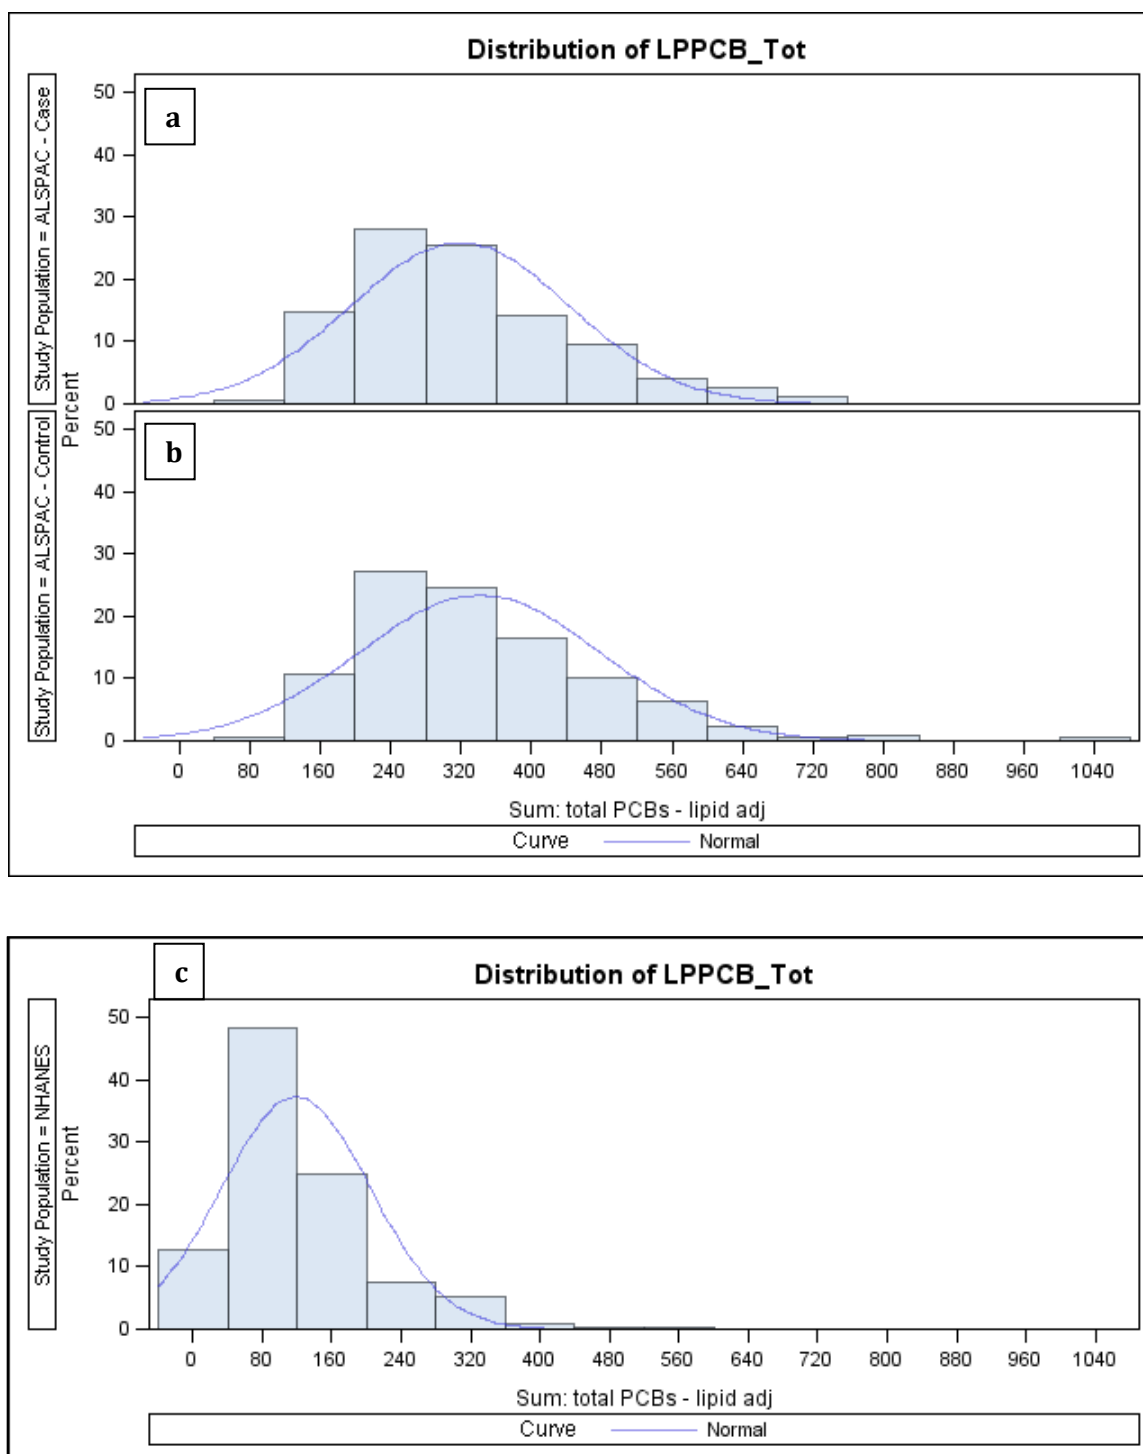 Distribution of LPPCB_Tot
Study Population = ALSPAC - Case
a
50
40
30
20
10
0
Percent
Study Population = ALSPAC - Control
b
50
40
30
20
10
0
0 80 160 240 320 400 480 560 640 720 800 880 960 1040
Sum: total PCBs - lipid adj
Curve Normal
c
Distribution of LPPCB_Tot
Study Population = NHANES
Percent
50
40
30
20
10
0
0 80 160 240 320 400 480 560 640 720 800 880 960 1040
Sum: total PCBs - lipid adj
Curve Normal